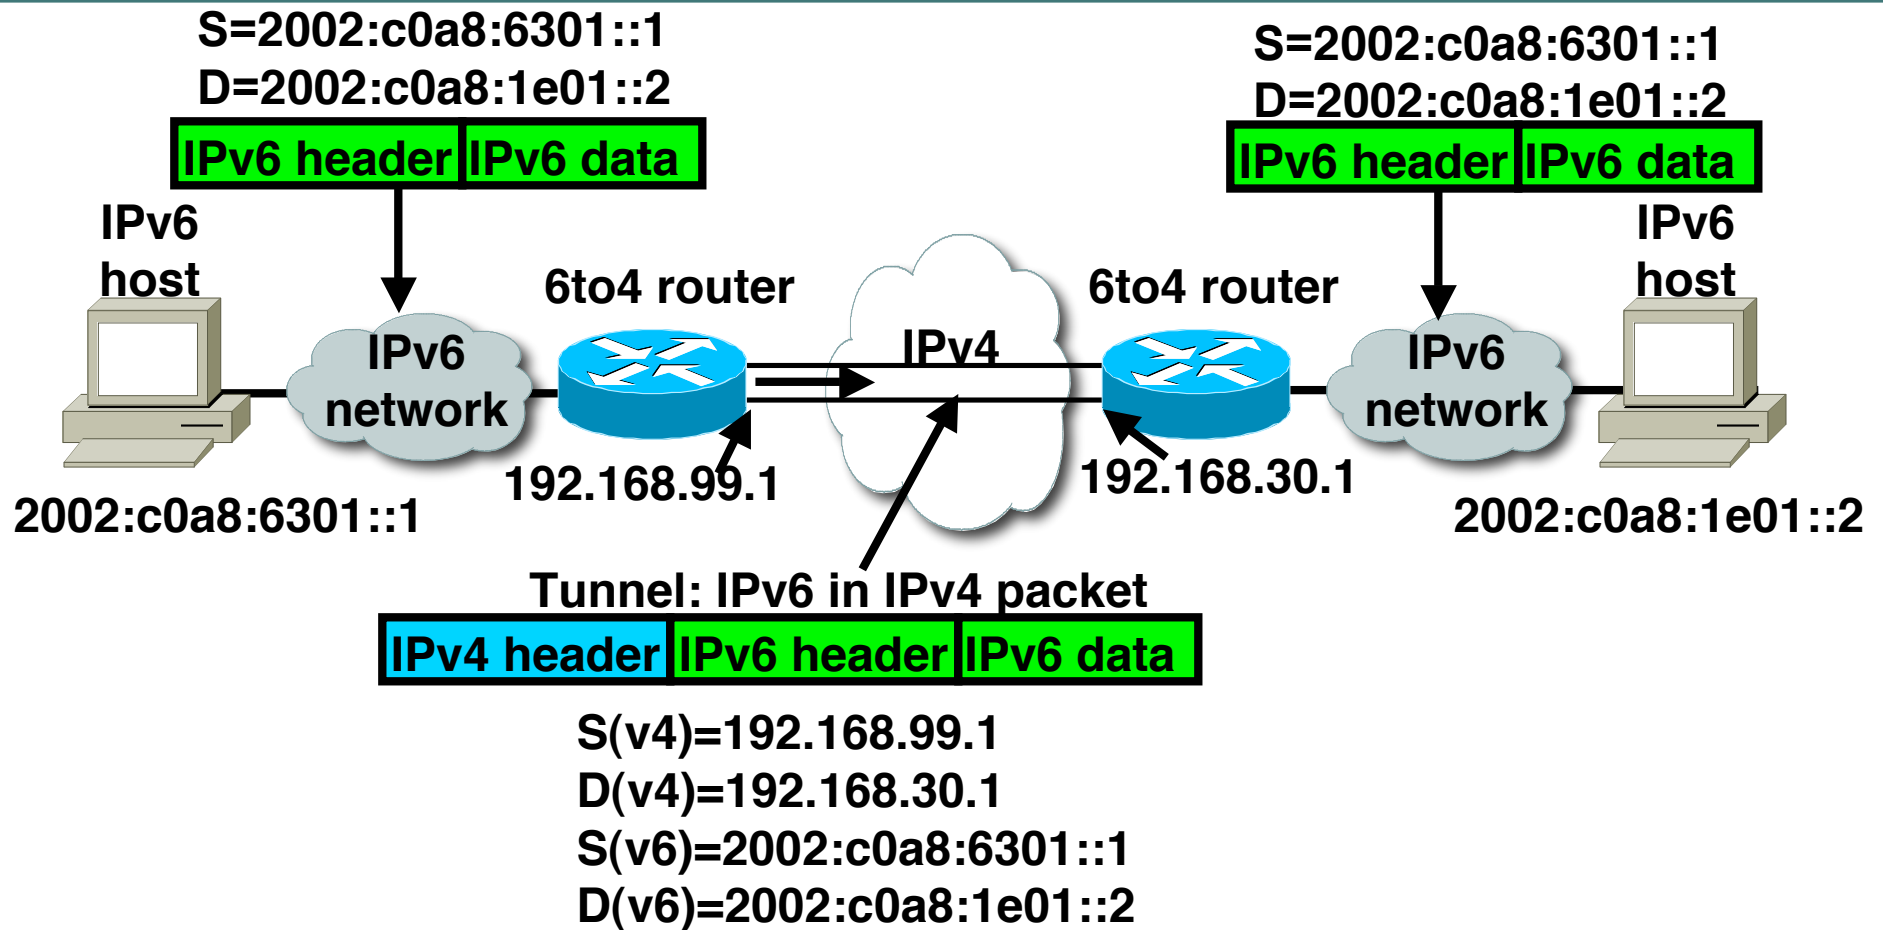 S=2002:c0a8:6301::1
D=2002:c0a8:1e01::2
IPv6 header IPv6 data
S=2002:c0a8:6301::1
D=2002:c0a8:1e01::2
IPv6 header IPv6 data
IPv6
host
6to4 router
IPv4
6to4 router
IPv6
host
IPv6
network
IPv6
network
192.168.99.1
192.168.30.1
2002:c0a8:6301::1
2002:c0a8:1e01::2
Tunnel: IPv6 in IPv4 packet
IPv4 header IPv6 header IPv6 data
S(v4)=192.168.99.1
D(v4)=192.168.30.1
S(v6)=2002:c0a8:6301::1
D(v6)=2002:c0a8:1e01::2